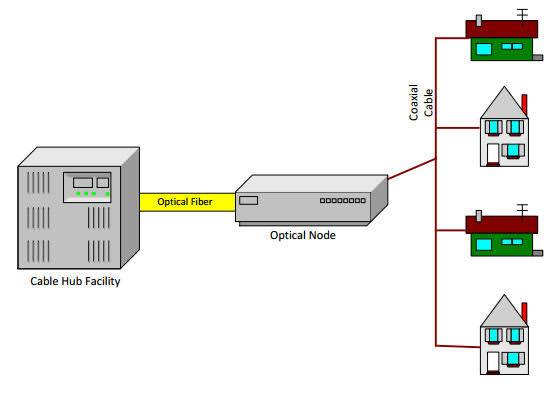 Coaxial
Cable
Optical Fiber
Optical Node
Cable Hub Facility